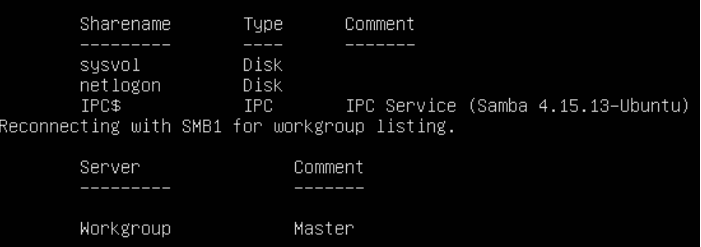 Sharename Type Comment
--------- ---- -------
sysvol Disk
netlogon Disk
IPC$ IPC IPC Service (Samba 4.15.13-Ubuntu)
Reconnecting with SMB1 for workgroup listing.
Server Comment
--------- -------
Workgroup Master